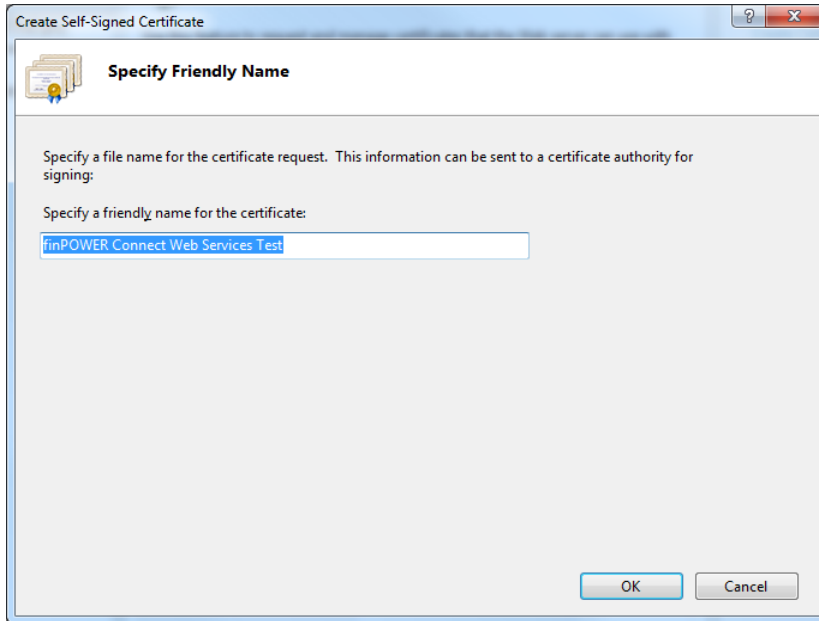 Create Self-Signed Certificate
Specify Friendly Name
Specify a file name for the certificate request.  This information can be sent to a certificate authority for
signing:
Specify a friendly name for the certificate:
finPOWER Connect Web Services Test
OK
Cancel